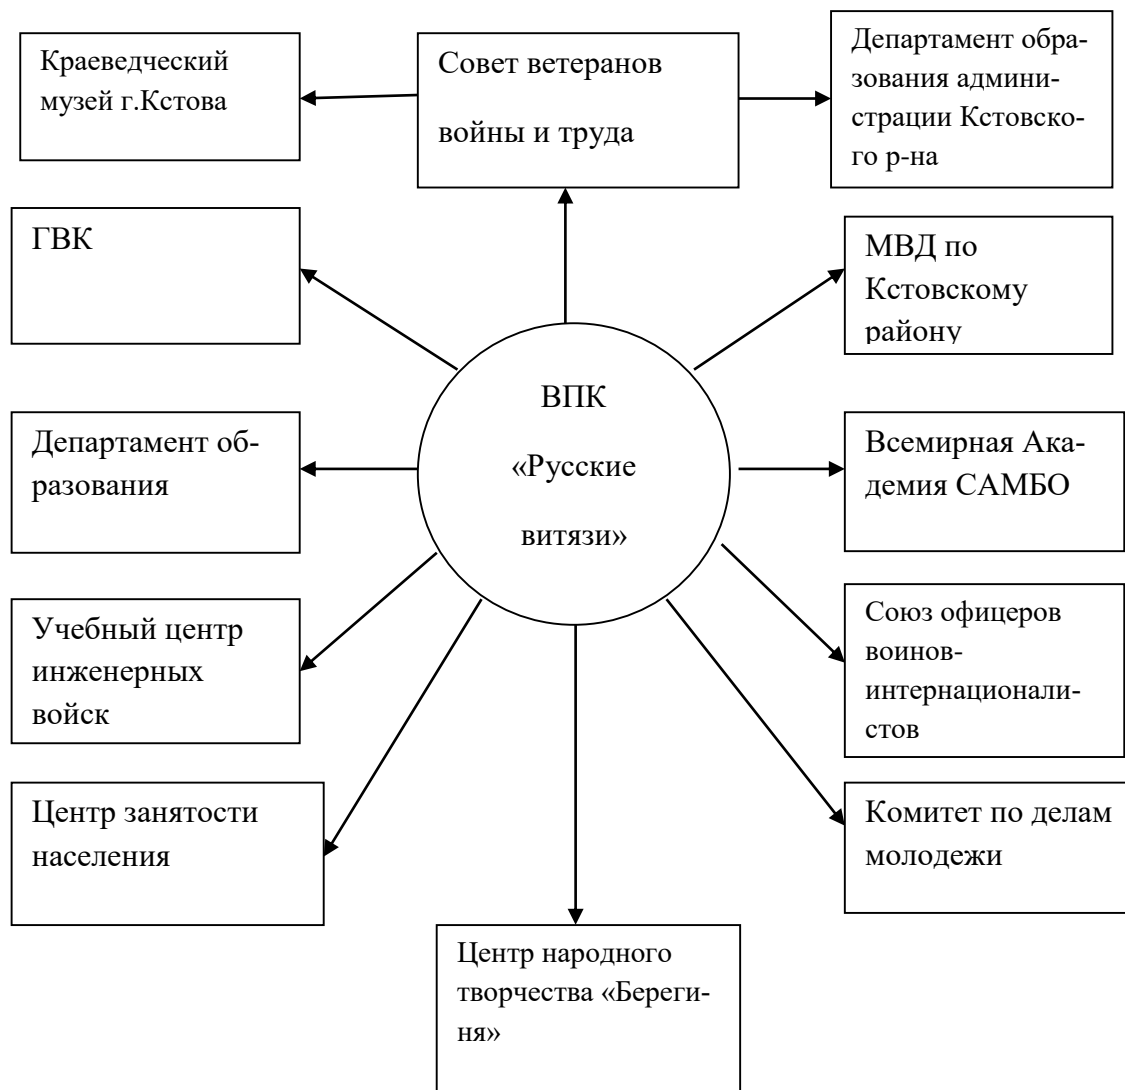 Краеведческий
музей г.Кстова
Совет ветеранов
войны и труда
Департамент обра-
зования админи-
страции Кстовско-
го р-на
ГВК
МВД по
Кстовскому
району
ВПК
«Русские
витязи»
Департамент об-
разования
Всемирная Ака-
демия САМБО
Учебный центр
инженерных
войск
Союз офицеров
воинов-
интернационали-
стов
Центр занятости
населения
Комитет по делам
молодежи
Центр народного
творчества «Береги-
ня»